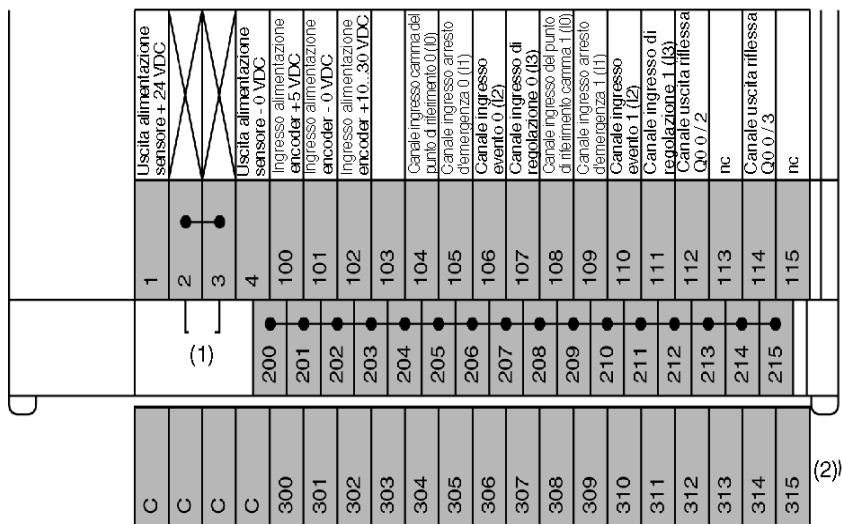 Uscita alimentazione
sensore + 24 VDC
Uscita alimentazione
sensore - 0 VDC
Ingresso alimentazione
encoder +5 VDC
Ingresso alimentazione
encoder - 0 VDC
Ingresso alimentazione
encoder +10...30 VDC
Canale ingresso camma del
punto di riferimento 0 (I0)
Canale ingresso arresto
d'emergenza 0 (I1)
Canale ingresso
evento 0 (I2)
Canale ingresso di
regolazione 0 (I3)
Canale ingresso del punto
di riferimento camma 1 (I0)
Canale ingresso arresto
d'emergenza 1 (I1)
Canale ingresso
evento 1 (I2)
Canale ingresso di
regolazione 1 (I3)
Canale uscita riflessa
Q0 0 / 2
nc
Canale uscita riflessa
Q0 0 / 3
nc
1
2
3
4
100
101
102
103
104
105
106
107
108
109
110
111
112
113
114
115
(1)
200
201
202
203
204
205
206
207
208
209
210
211
212
213
214
215
C
C
C
C
300
301
302
303
304
305
306
307
308
309
310
311
312
313
314
315
(2)